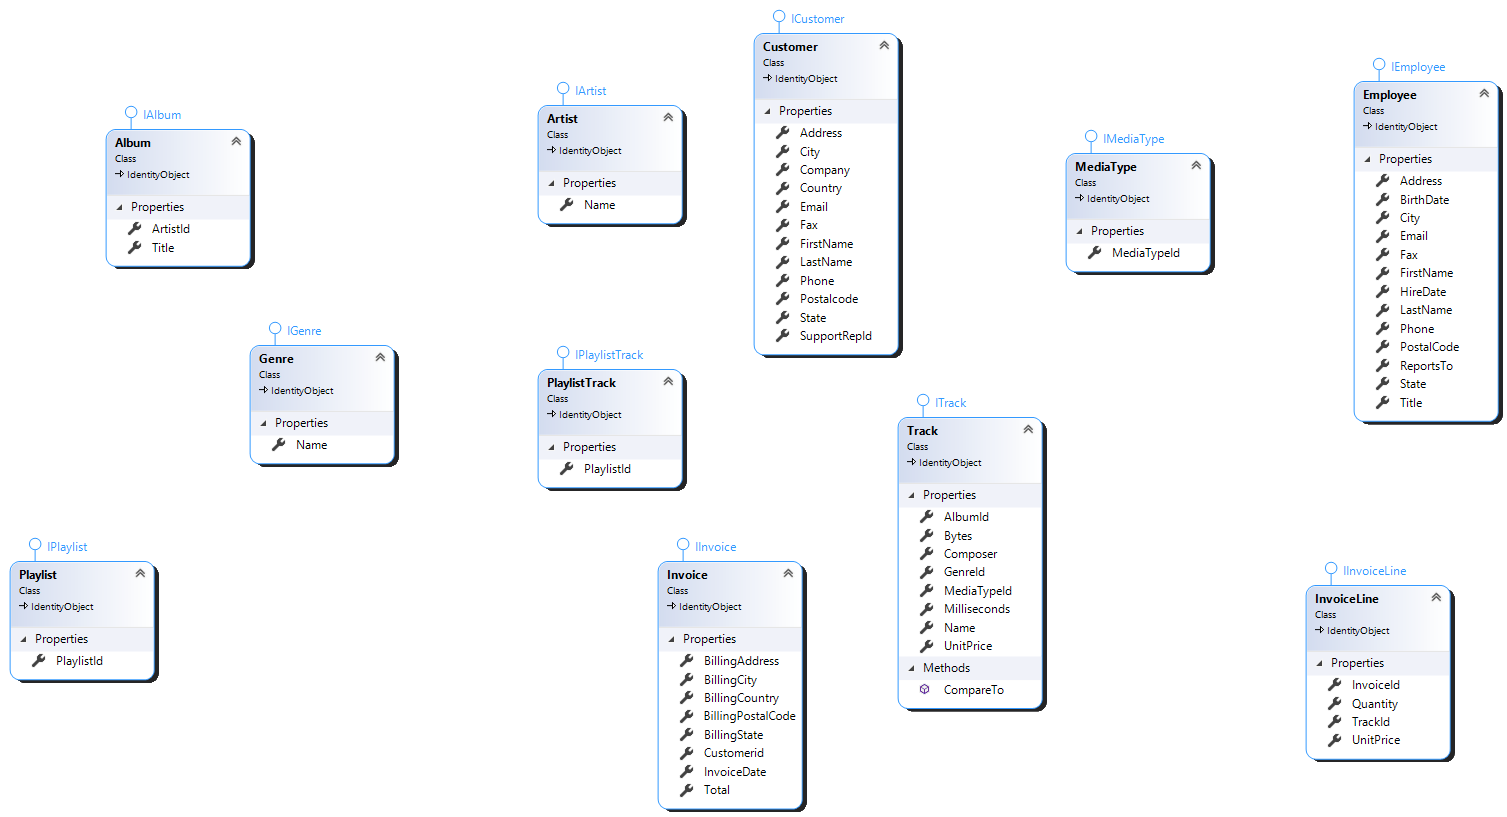 ICustomer
Customer
Class
IdentityObject
Properties
Address
City
Company
Country
Email
Fax
FirstName
LastName
Phone
Postalcode
State
SupportRepId
IEmployee
Employee
Class
IdentityObject
Properties
Address
BirthDate
City
Email
Fax
FirstName
HireDate
LastName
Phone
PostalCode
ReportsTo
State
Title
IArtist
Artist
Class
IdentityObject
Properties
Name
IAlbum
Album
Class
IdentityObject
Properties
ArtistId
Title
IMediaType
MediaType
Class
IdentityObject
Properties
MediaTypeId
IGenre
Genre
Class
IdentityObject
Properties
Name
IPlaylistTrack
PlaylistTrack
Class
IdentityObject
Properties
PlaylistId
ITrack
Track
Class
IdentityObject
Properties
AlbumId
Bytes
Composer
GenreId
MediaTypeId
Milliseconds
Name
UnitPrice
Methods
CompareTo
IPlaylist
Playlist
Class
IdentityObject
Properties
PlaylistId
IInvoice
Invoice
Class
IdentityObject
Properties
BillingAddress
BillingCity
BillingCountry
BillingPostalCode
BillingState
Customerid
InvoiceDate
Total
IInvoiceLine
InvoiceLine
Class
IdentityObject
Properties
InvoiceId
Quantity
TrackId
UnitPrice